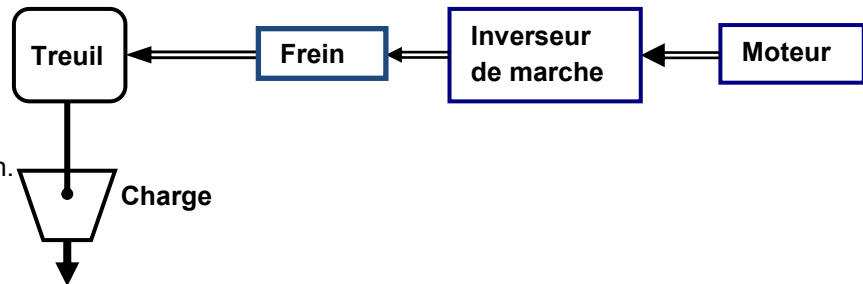 Treuil
Frein
Inverseur
de marche
Moteur
n.
Charge